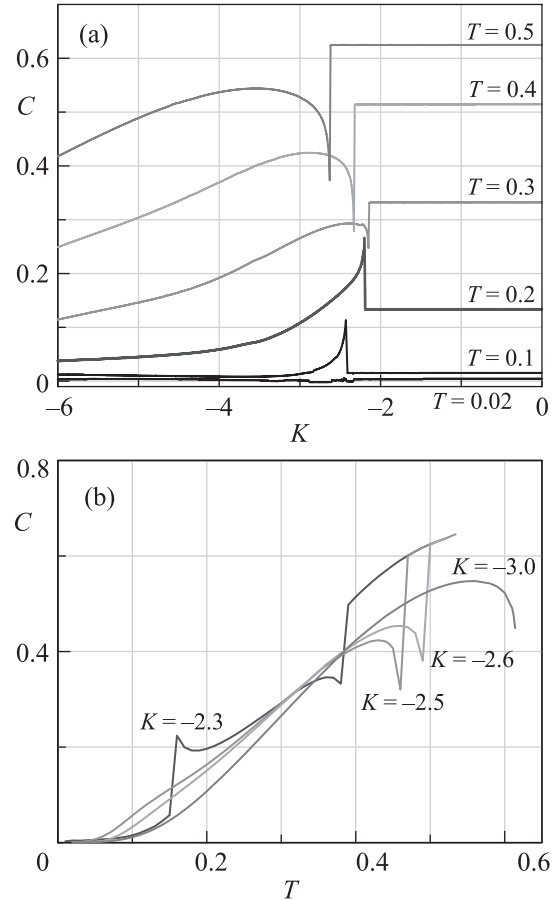 (a)
T = 0.5
0.6
C
T = 0.4
0.4
T = 0.3
0.2
T = 0.2
T = 0.1
0
–6
–4
–2
T = 0.02
0
K
0.8
(b)
C
K = –3.0
0.4
K = –2.6
K = –2.3
K = –2.5
0
0.2
0.4
0.6
T